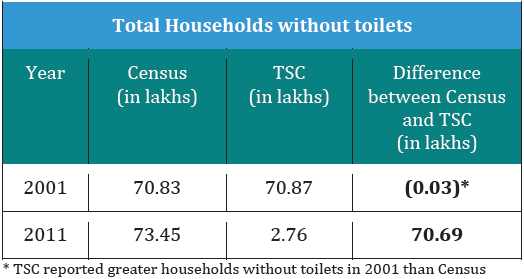 Total Households without toilets
Year Census TSC Difference
(in lakhs) (in lakhs) between Census
and TSC
(in lakhs)
2001 70.83 70.87 (0.03)*
2011 73.45 2.76 70.69
* TSC reported greater households without toilets in 2001 than Census